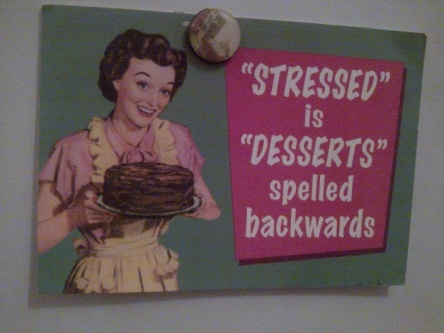 "STRESSED"
is
"DESSERTS"
spelled
backwards